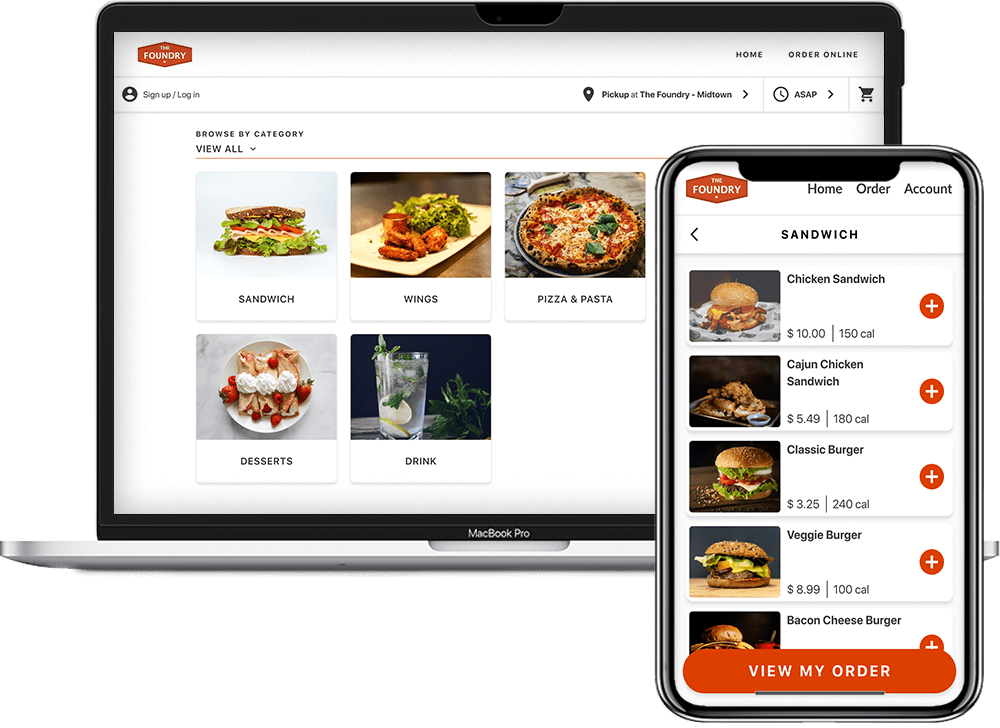 THE
FOUNDRY
HOME
ORDER ONLINE
Sign up / Log in
Pickup at The Foundry - Midtown
ASAP
BROWSE BY CATEGORY
VIEW ALL
SANDWICH
WINGS
PIZZA & PASTA
DESSERTS
DRINK
MacBook Pro
THE
FOUNDRY
Home
Order
Account
SANDWICH
Chicken Sandwich
$ 10.00 | 150 cal
Cajun Chicken
Sandwich
$ 5.49 | 180 cal
Classic Burger
$ 3.25 | 240 cal
Veggie Burger
$ 8.99 | 100 cal
Bacon Cheese Burger
VIEW MY ORDER